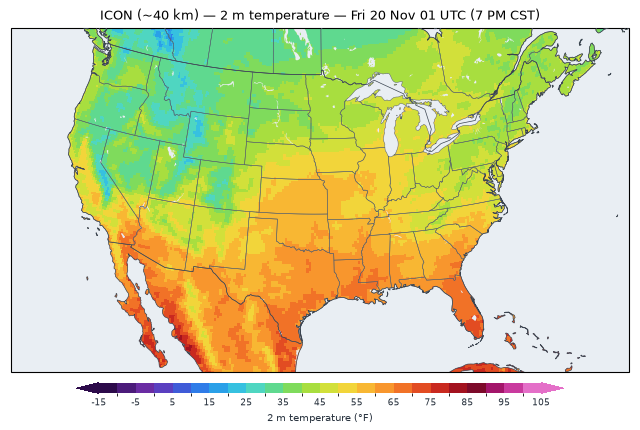 ICON (~40 km) — 2 m temperature — Fri 20 Nov 01 UTC (7 PM CST)
-15 -5 5 15 25 35 45 55 65 75 85 95 105
2 m temperature (°F)